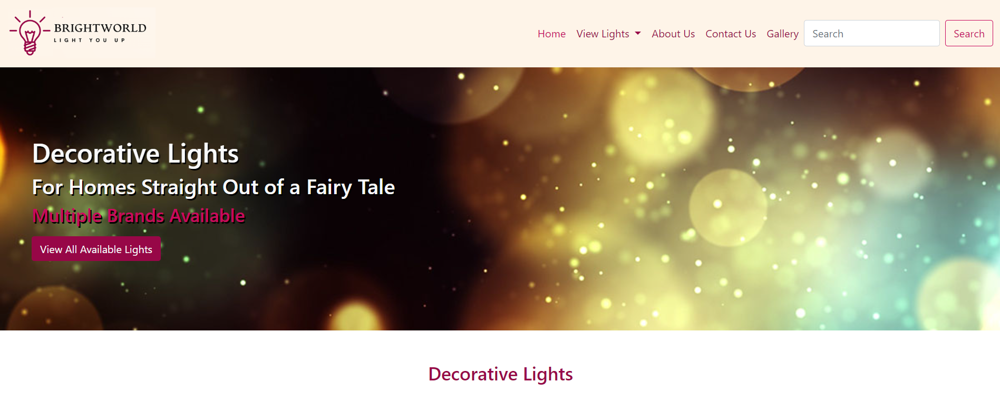 BRIGHTWORLD
LIGHT YOU UP
Home View Lights About Us Contact Us Gallery Search Search
Decorative Lights
For Homes Straight Out of a Fairy Tale
Multiple Brands Available
View All Available Lights
Decorative Lights